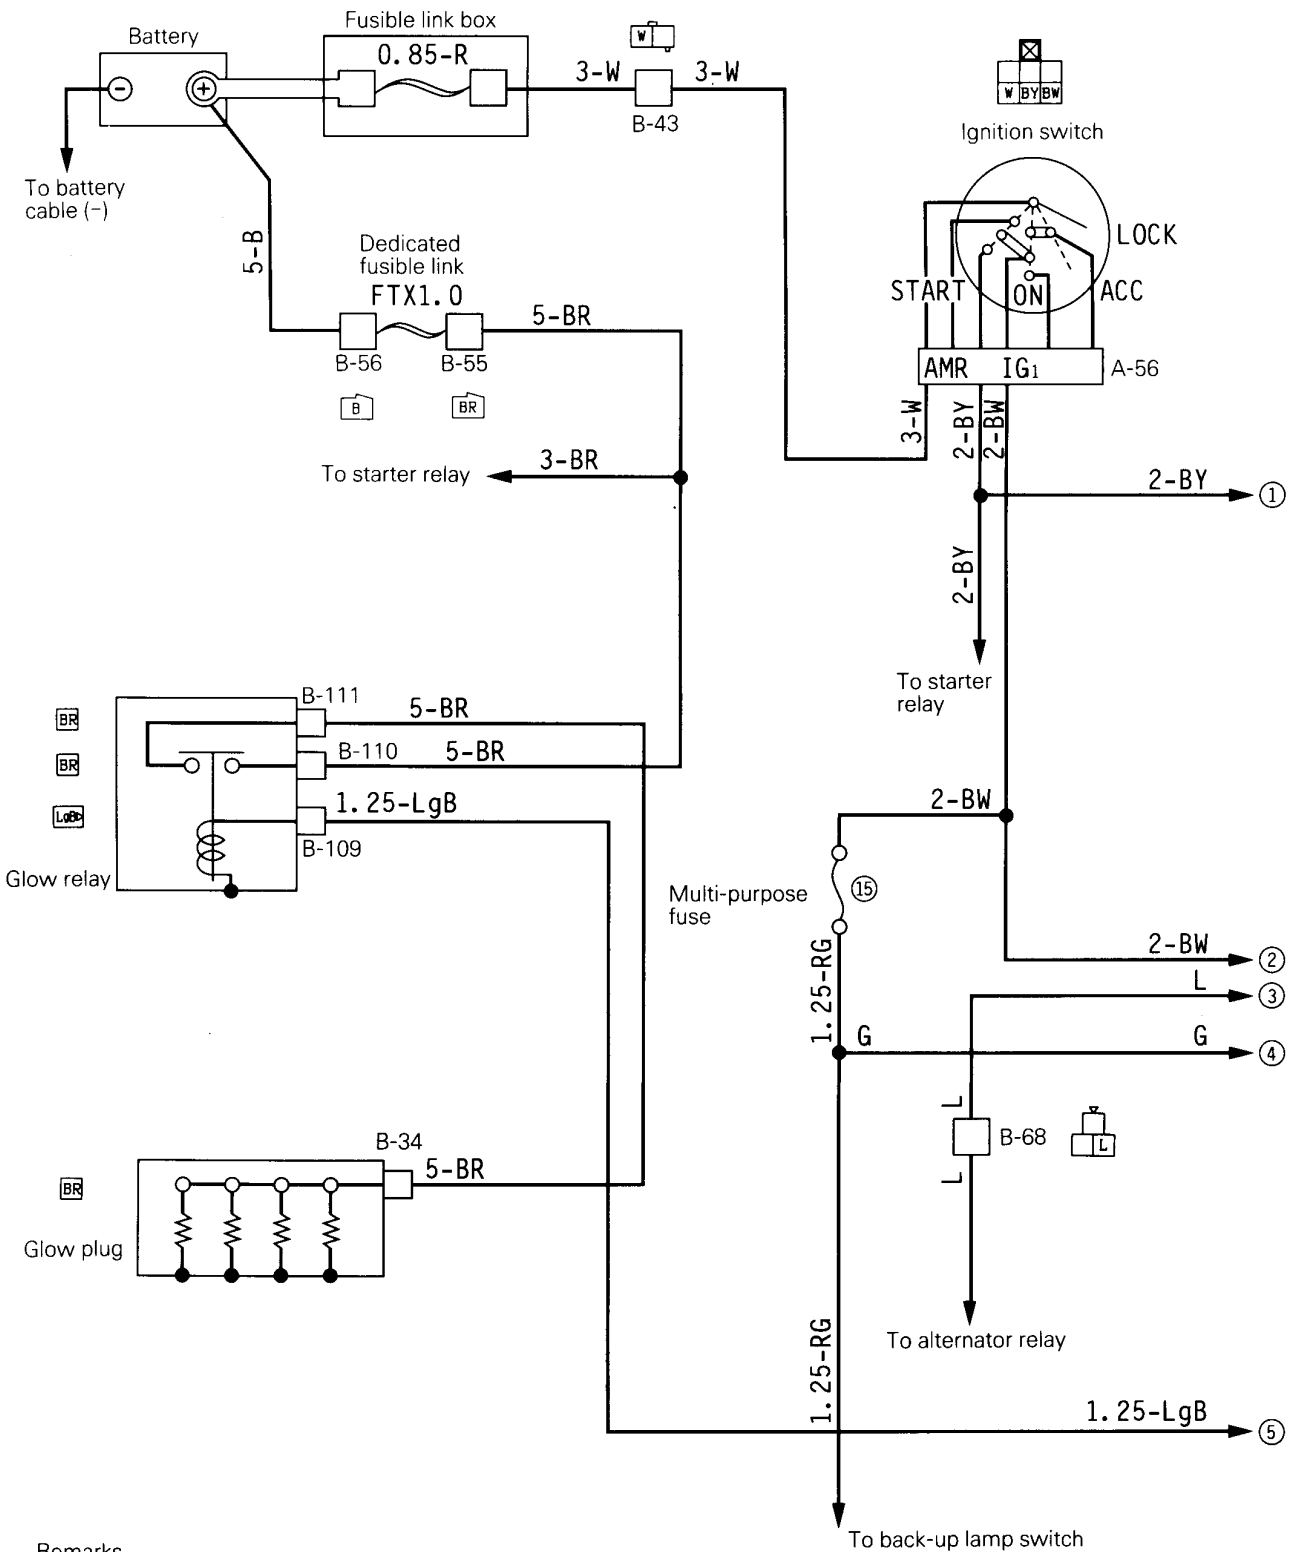 Fusible link box
Battery
0.85-R
W
3-W
3-W
B-43
W BY BW
Ignition switch
To battery
cable (−)
5-B
Dedicated
fusible link
FTX1.0
5-BR
B-56
B-55
B
BR
LOCK
START
ON
ACC
AMR
IG1
A-56
3-W
2-BY
2-BW
To starter relay
3-BR
2-BY
1
2-BY
To starter
relay
B-111
5-BR
BR
B-110
5-BR
BR
1.25-LgB
LgB
B-109
Glow relay
2-BW
Multi-purpose
fuse
15
1.25-RG
2-BW
2
L
3
G
G
4
L
B-68
L
L
B-34
5-BR
BR
Glow plug
To alternator relay
1.25-RG
1.25-LgB
5
To back-up lamp switch
Remarks